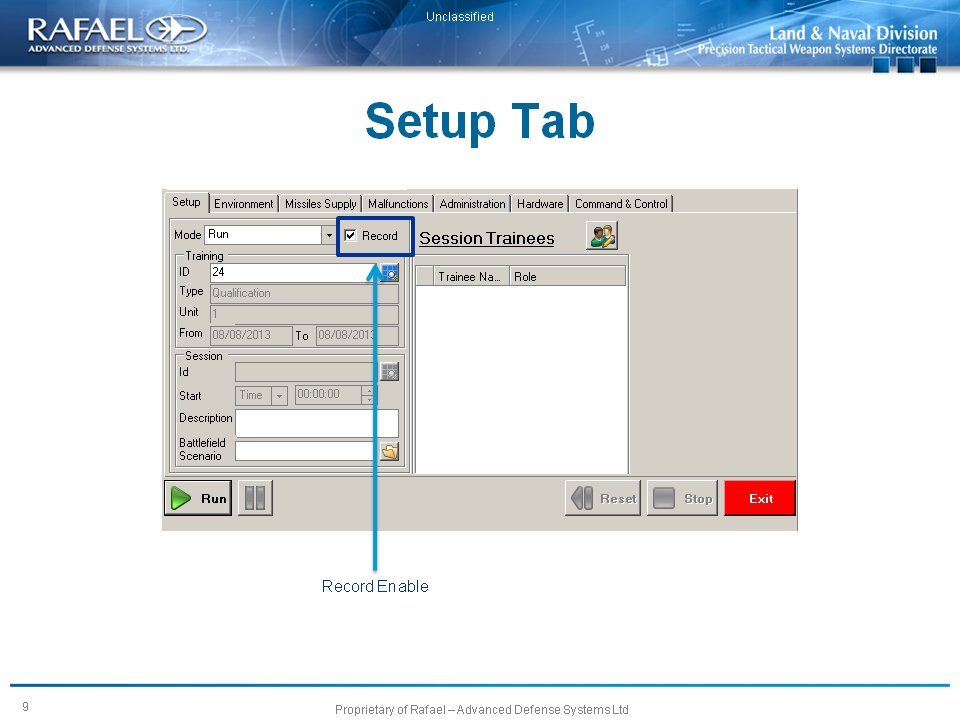 Unclassified
RAFAEL
ADVANCED DEFENSE SYSTEMS LTD.
Land & Naval Division
Precision Tactical Weapon Systems Directorate
Setup Tab
Setup Environment Missiles Supply Malfunctions Administration Hardware Command & Control
Mode Run Record
Session Trainees
Training
ID 24
Type Qualification
Unit 1
From 08/08/2013 To 08/08/2013
Trainee Na... Role
Session
Id
Start Time 00:00:00
Description
Battlefield
Scenario
Run Reset Stop Exit
Record Enable
9
Proprietary of Rafael – Advanced Defense Systems Ltd